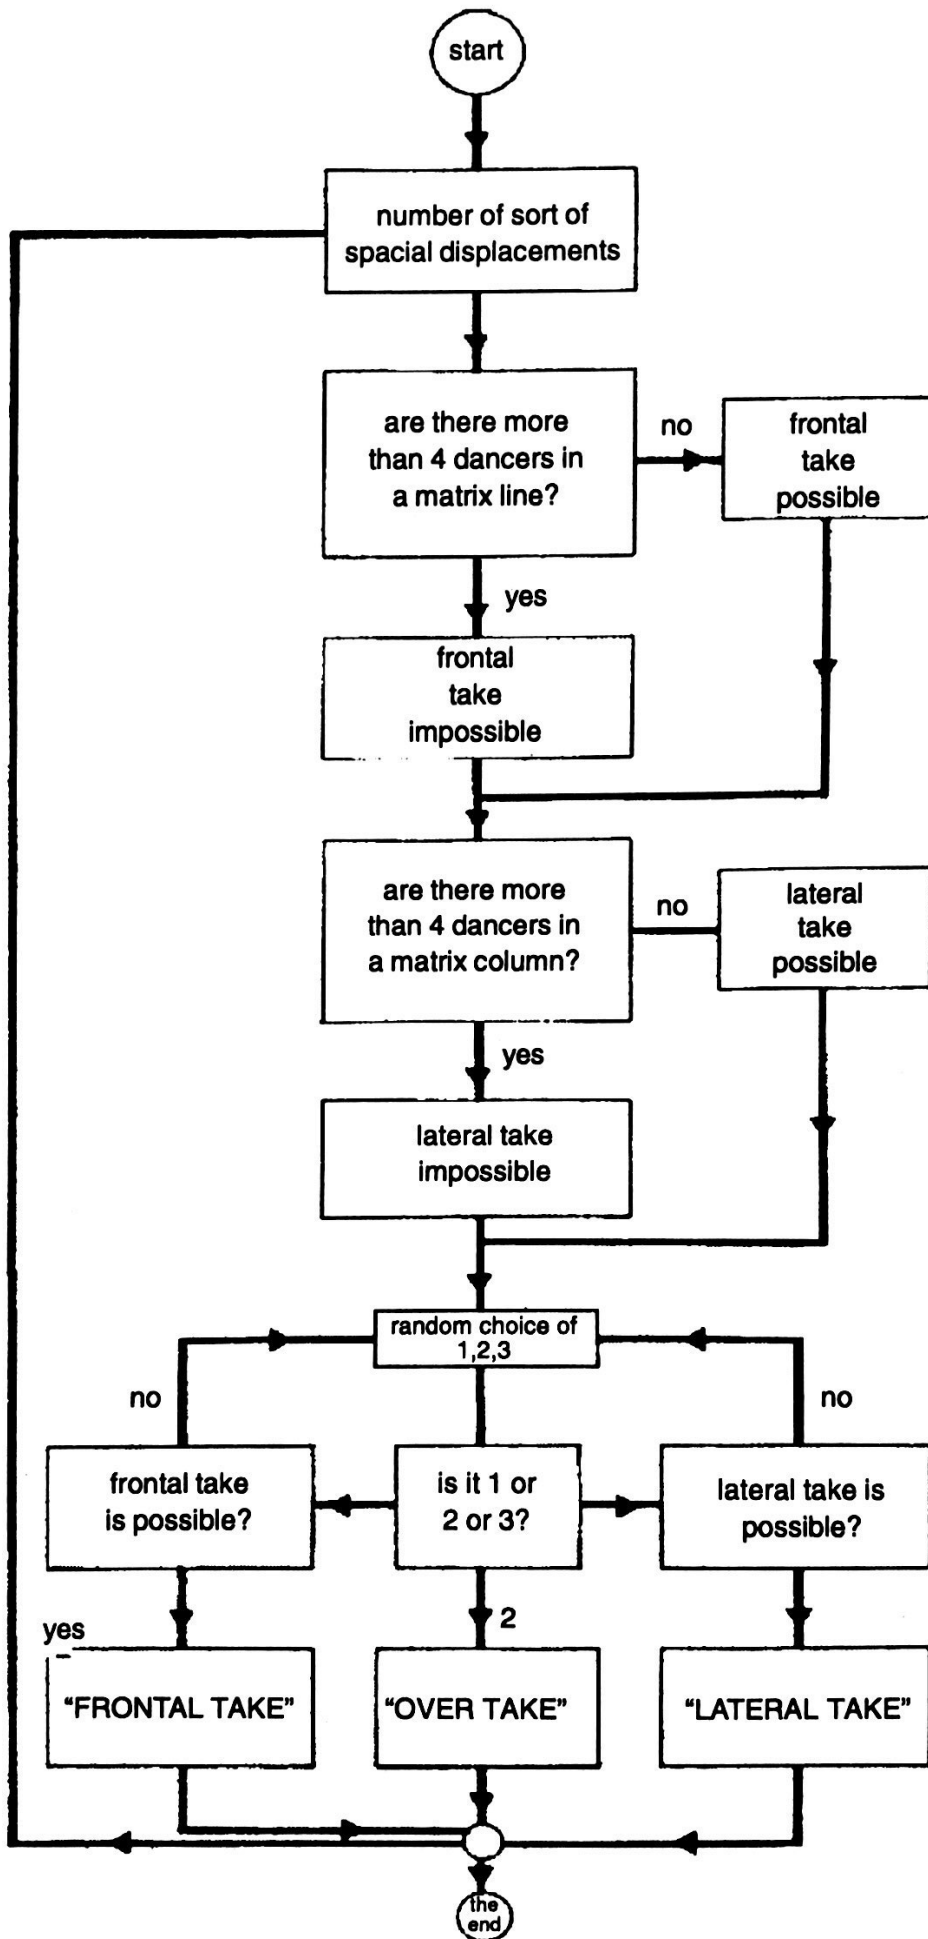 start
number of sort of
spacial displacements
are there more
than 4 dancers in
a matrix line?
no
frontal
take
possible
yes
frontal
take
impossible
are there more
than 4 dancers in
a matrix column?
no
lateral
take
possible
yes
lateral take
impossible
random choice of
1,2,3
no
no
frontal take
is possible?
is it 1 or
2 or 3?
lateral take is
possible?
yes
2
“FRONTAL TAKE”
“OVER TAKE”
“LATERAL TAKE”
the
end